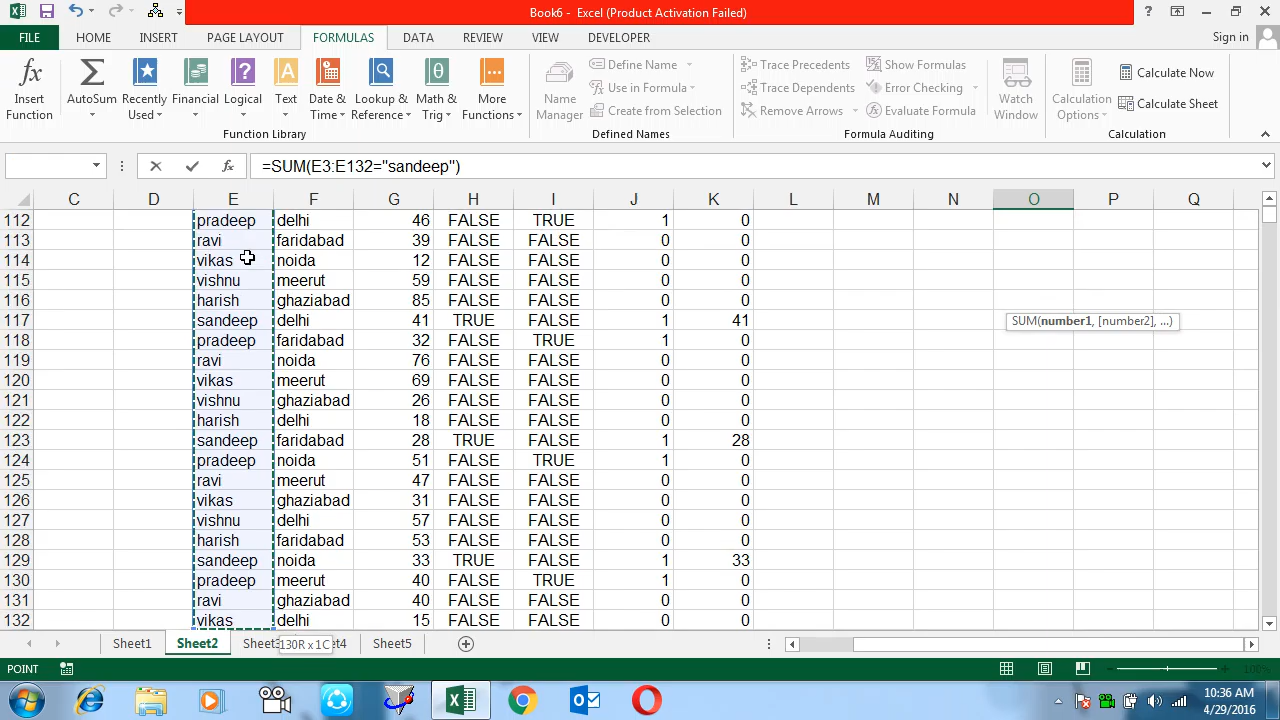 Book6 - Excel (Product Activation Failed)
FILE HOME INSERT PAGE LAYOUT FORMULAS DATA REVIEW VIEW DEVELOPER Sign in
Insert Function
AutoSum
Recently Used
Financial
Logical
Text
Date & Time
Lookup & Reference
Math & Trig
More Functions
Function Library
Name Manager
Define Name
Use in Formula
Create from Selection
Defined Names
Trace Precedents
Trace Dependents
Remove Arrows
Show Formulas
Error Checking
Evaluate Formula
Formula Auditing
Watch Window
Calculation Options
Calculate Now
Calculate Sheet
Calculation
=SUM(E3:E132="sandeep")
C D E F G H I J K L M N O P Q
112 pradeep delhi 46 FALSE TRUE 1 0
113 ravi faridabad 39 FALSE FALSE 0 0
114 vikas noida 12 FALSE FALSE 0 0
115 vishnu meerut 59 FALSE FALSE 0 0
116 harish ghaziabad 85 FALSE FALSE 0 0
117 sandeep delhi 41 TRUE FALSE 1 41
SUM(number1, [number2], ...)
118 pradeep faridabad 32 FALSE TRUE 1 0
119 ravi noida 76 FALSE FALSE 0 0
120 vikas meerut 69 FALSE FALSE 0 0
121 vishnu ghaziabad 26 FALSE FALSE 0 0
122 harish delhi 18 FALSE FALSE 0 0
123 sandeep faridabad 28 TRUE FALSE 1 28
124 pradeep noida 51 FALSE TRUE 1 0
125 ravi meerut 47 FALSE FALSE 0 0
126 vikas ghaziabad 31 FALSE FALSE 0 0
127 vishnu delhi 57 FALSE FALSE 0 0
128 harish faridabad 53 FALSE FALSE 0 0
129 sandeep noida 33 TRUE FALSE 1 33
130 pradeep meerut 40 FALSE TRUE 1 0
131 ravi ghaziabad 40 FALSE FALSE 0 0
132 vikas delhi 15 FALSE FALSE 0 0
Sheet1 Sheet2 Sheet3 130R x 1C t4 Sheet5
POINT 108%
10:36 AM
4/29/2016